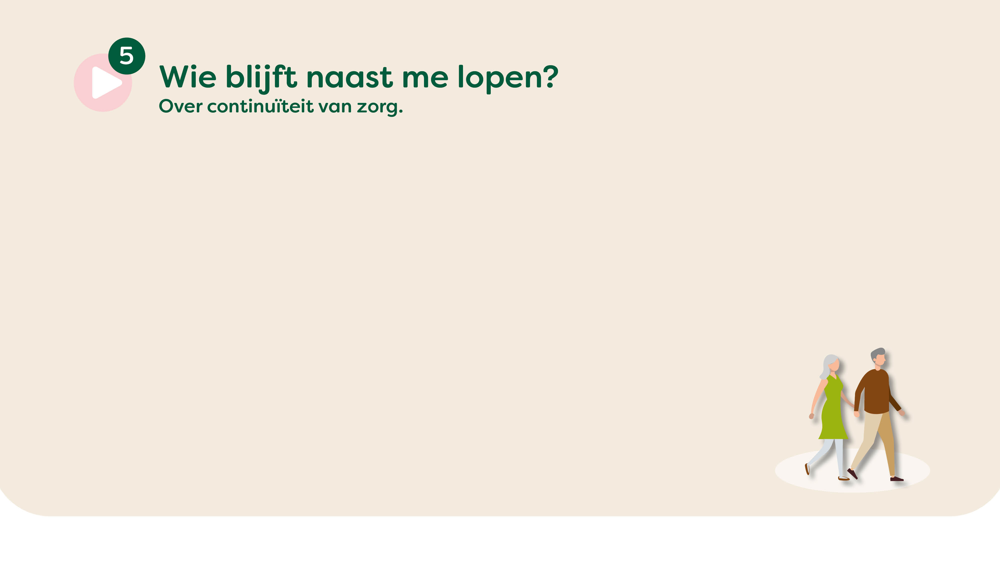 5
Wie blijft naast me lopen?
Over continuïteit van zorg.